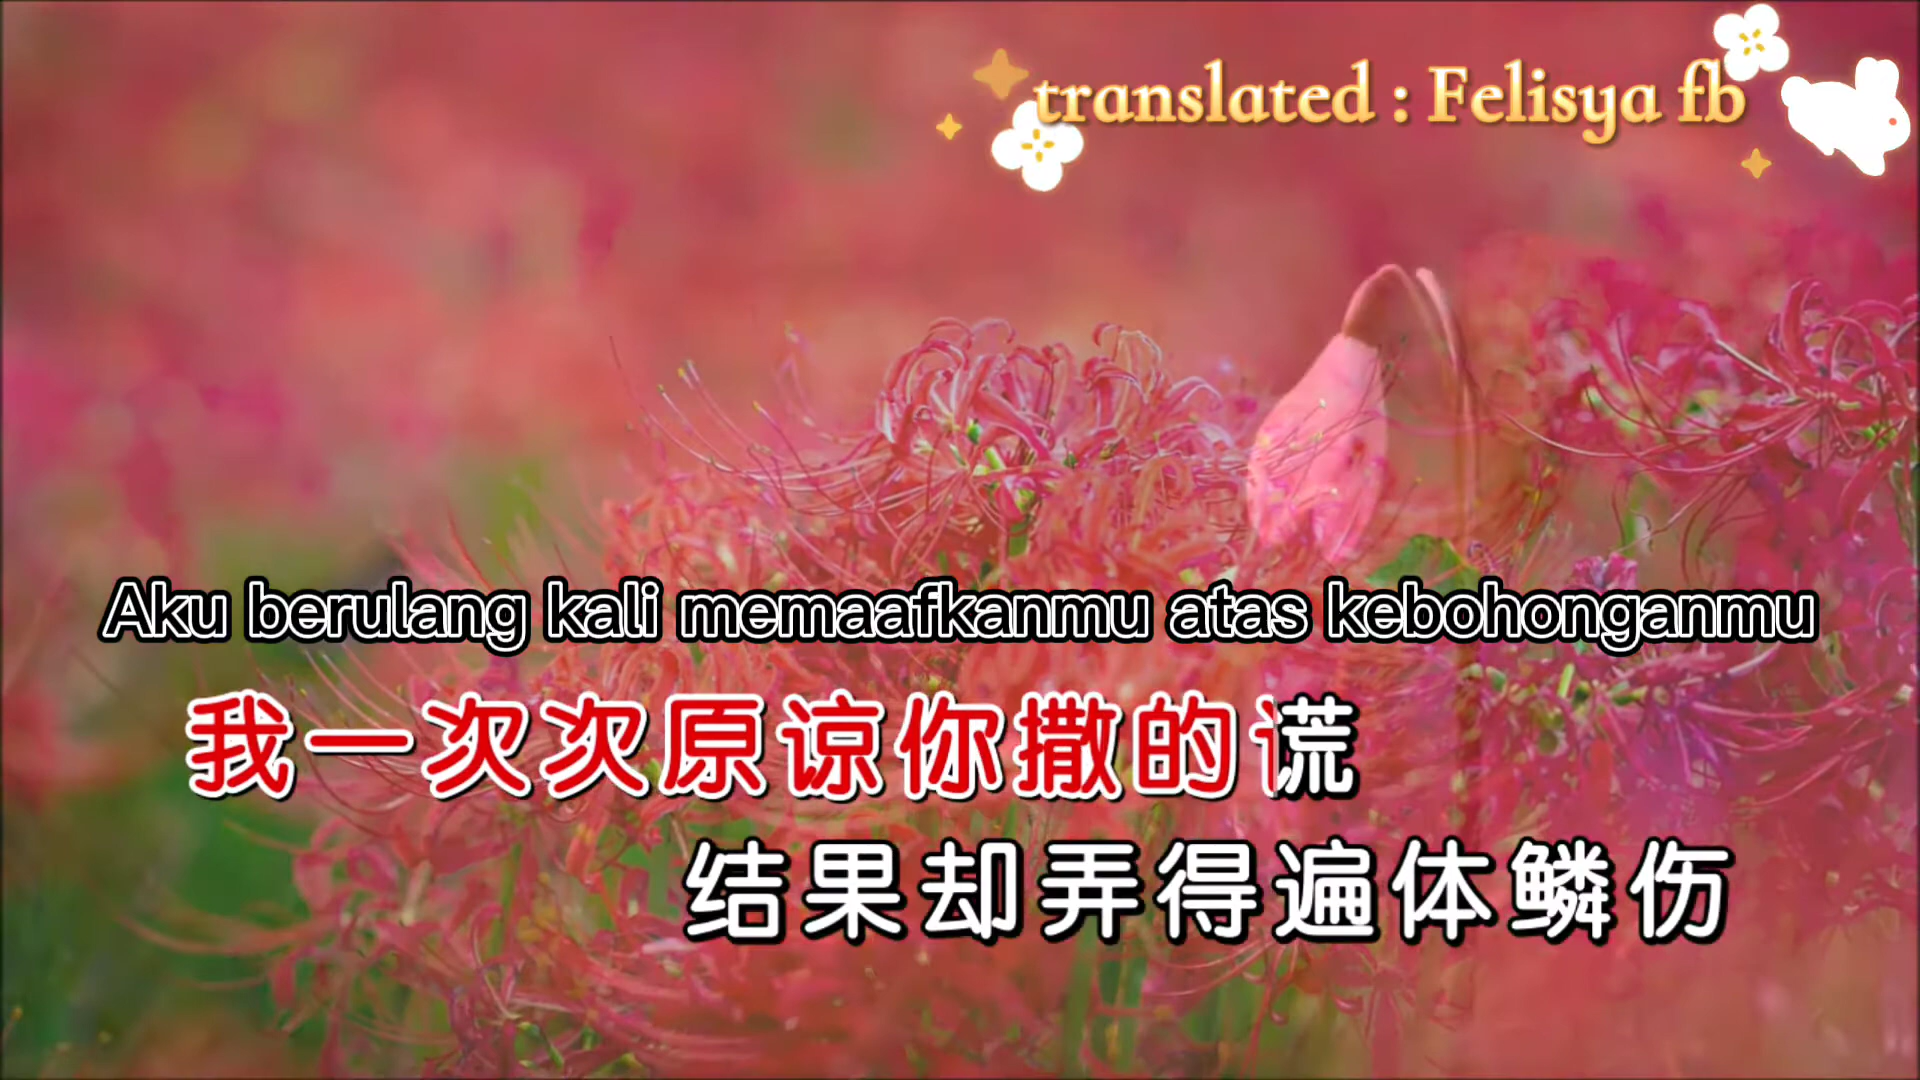 translated : Felisya fb
Aku berulang kali memaafkanmu atas kebohonganmu
我一次次原谅你撒的谎
结果却弄得遍体鳞伤